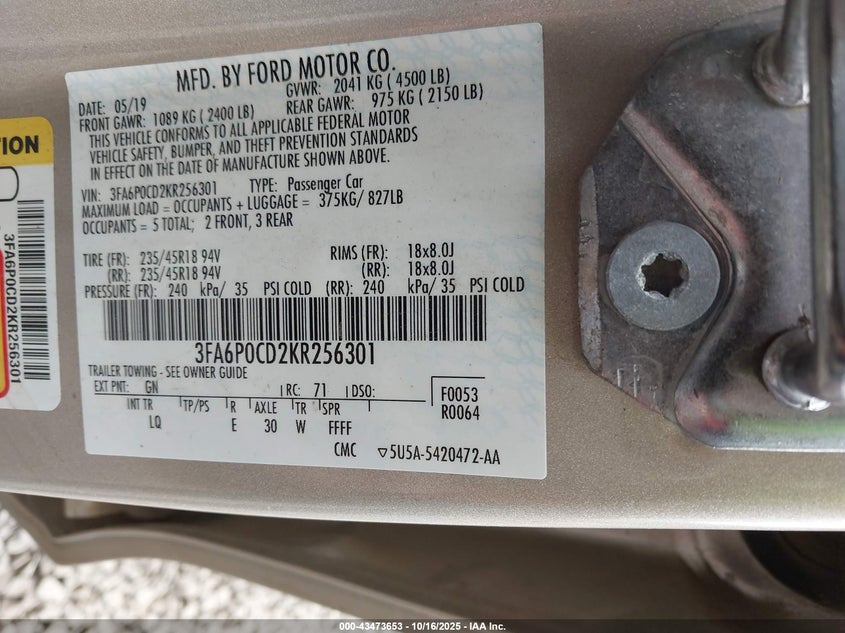 MFD. BY FORD MOTOR CO.
DATE: 05/19 GVWR: 2041 KG ( 4500 LB)
FRONT GAWR: 1089 KG ( 2400 LB) REAR GAWR: 975 KG ( 2150 LB)
THIS VEHICLE CONFORMS TO ALL APPLICABLE FEDERAL MOTOR
VEHICLE SAFETY, BUMPER, AND THEFT PREVENTION STANDARDS
IN EFFECT ON THE DATE OF MANUFACTURE SHOWN ABOVE.
VIN: 3FA6P0CD2KR256301 TYPE: Passenger Car
MAXIMUM LOAD = OCCUPANTS + LUGGAGE = 375KG/ 827LB
OCCUPANTS = 5 TOTAL; 2 FRONT, 3 REAR
TIRE (FR): 235/45R18 94V RIMS (FR): 18x8.0J
(RR): 235/45R18 94V (RR): 18x8.0J
PRESSURE (FR): 240 kPa/ 35 PSI COLD (RR): 240 kPa/ 35 PSI COLD
3FA6P0CD2KR256301
TRAILER TOWING - SEE OWNER GUIDE
EXT PNT: GN RC: 71 DSO: F0053
INT TR TP/PS R AXLE TR SPR R0064
LQ E 30 W FFFF
CMC ▽5U5A-5420472-AA
TION
3FA6P0CD2KR256301
000-43473653 - 10/16/2025 - IAA Inc.